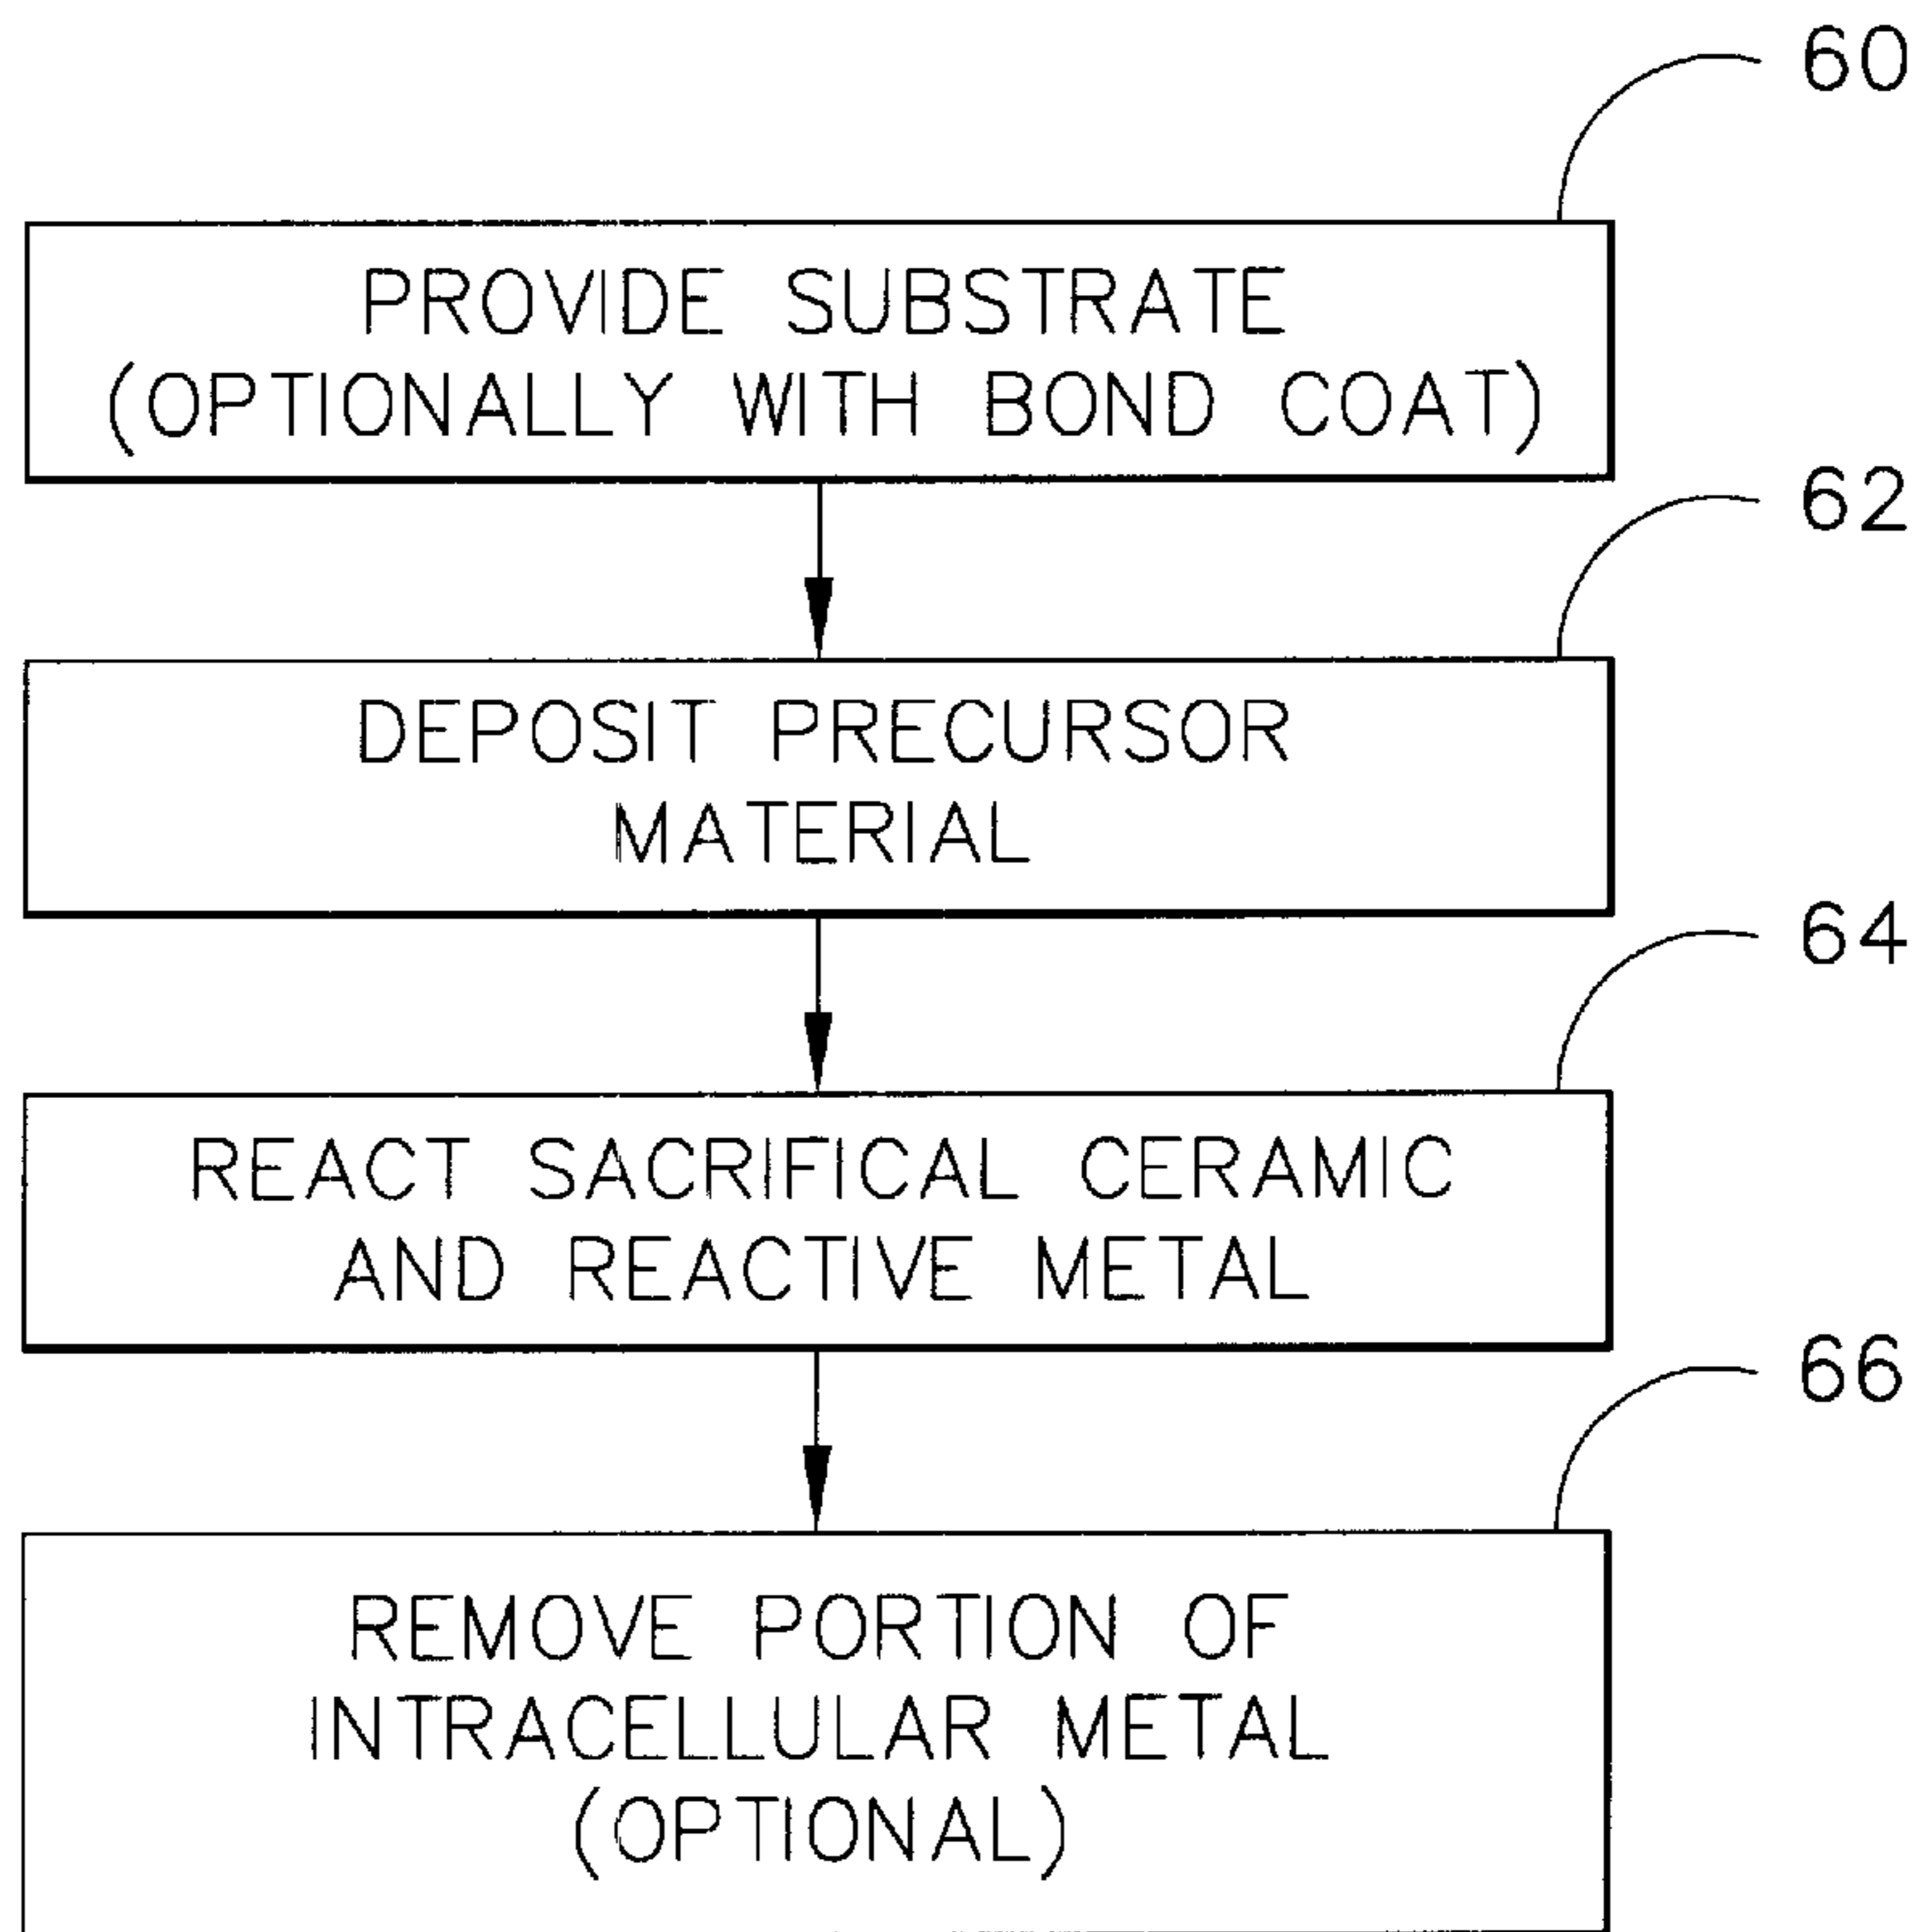 60
PROVIDE SUBSTRATE
(OPTIONALLY WITH BOND COAT)
62
DEPOSIT PRECURSOR
MATERIAL
64
REACT SACRIFICAL CERAMIC
AND REACTIVE METAL
66
REMOVE PORTION OF
INTRACELLULAR METAL
(OPTIONAL)